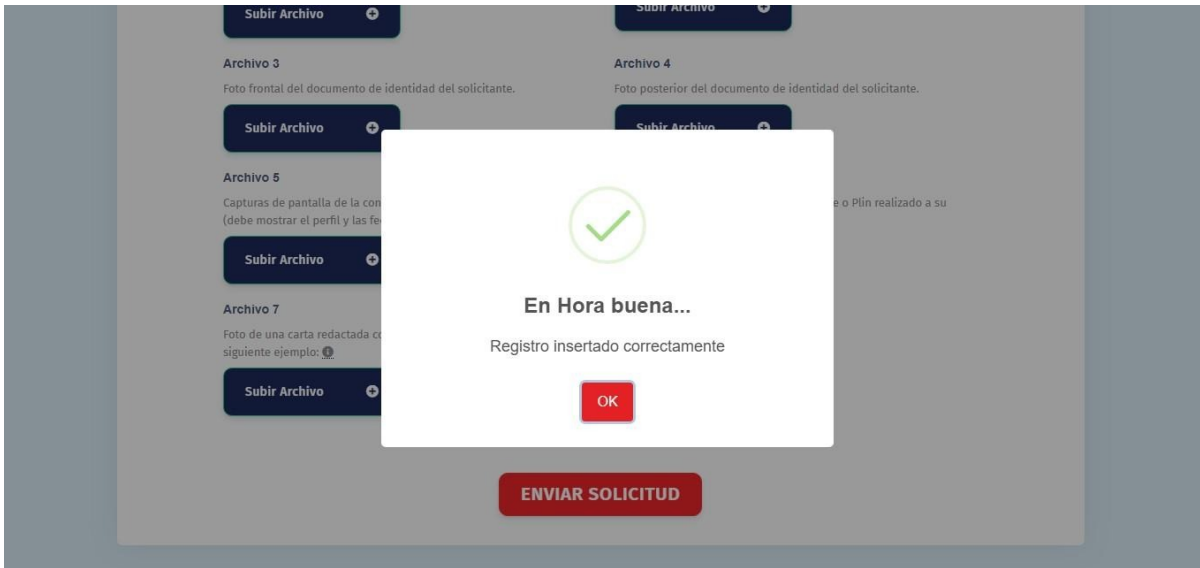 Subir Archivo
Subir Archivo
Archivo 3
Archivo 4
Foto frontal del documento de identidad del solicitante.
Foto posterior del documento de identidad del solicitante.
Subir Archivo
Subir Archivo
Archivo 5
Capturas de pantalla de la
e o Plin realizado a su
(debe mostrar el perfil y las
Subir Archivo
En Hora buena...
Archivo 7
Foto de una carta redactada
Registro insertado correctamente
siguiente ejemplo:
Subir Archivo
OK
ENVIAR SOLICITUD